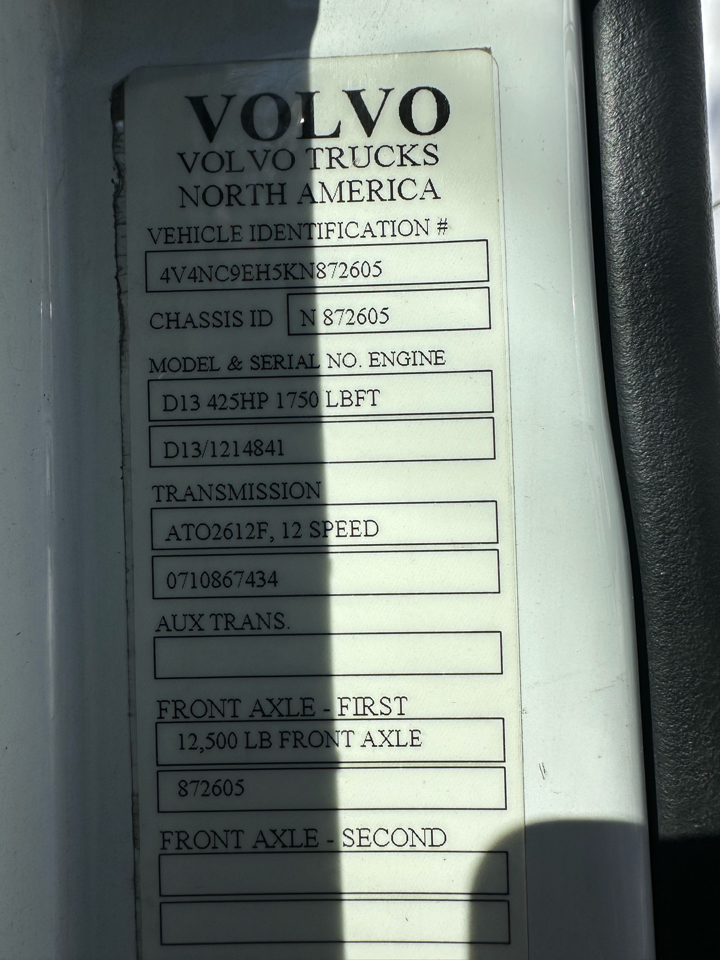 VOLVO
VOLVO TRUCKS
NORTH AMERICA
VEHICLE IDENTIFICATION #
4V4NC9EH5KN872605
CHASSIS ID N 872605
MODEL & SERIAL NO. ENGINE
D13 425HP 1750 LBFT
D13/1214841
TRANSMISSION
ATO2612F, 12 SPEED
0710867434
AUX TRANS.
FRONT AXLE - FIRST
12,500 LB FRONT AXLE
872605
FRONT AXLE - SECOND